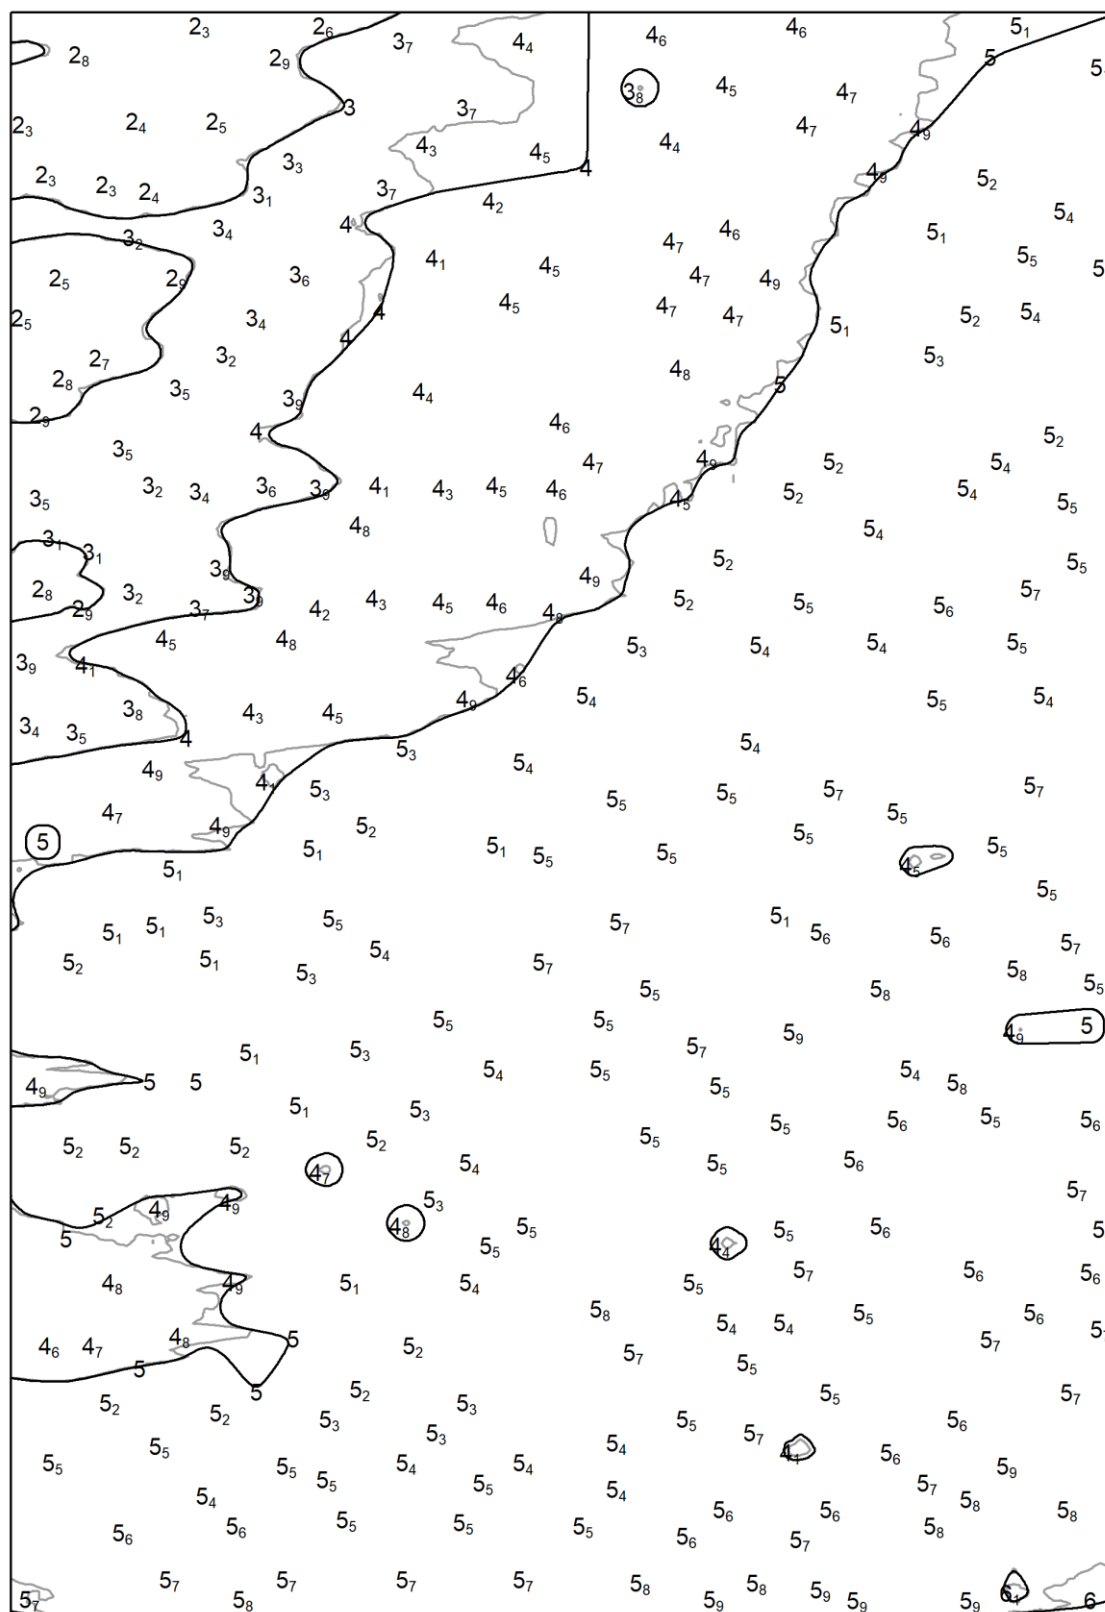 2₃ 2₆ 3₇ 4₄ 4₆ 4₆ 5₁
2₈ 2₉ 4₅ 4₇ 5
3₈
2₃ 2₄ 2₅ 3 3₇ 4₇ 4₉
3₃ 4₃ 4₅ 4₄
2₃ 2₃ 2₄ 3₁ 3₇ 4₂ 4 4₉ 5₂
3₂ 3₄ 4 4₇ 4₆ 5₁ 5₄
2₅ 2₉ 3₆ 4₁ 4₅ 4₇ 4₉ 5₅
2₅ 3₄ 4 4₅ 4₇ 4₇ 5₁ 5₂ 5₄
2₇ 3₂ 4 4₈ 5₃
2₈ 3₅ 3₉ 4₄ 5
2₉ 4 4₆ 5₂
3₅ 4₇ 4₉ 5₂ 5₄
3₅ 3₂ 3₄ 3₆ 3₉ 4₁ 4₃ 4₅ 4₆ 4₅ 5₂ 5₄ 5₅
3₁ 3₁ 4₈ 5₄
3₉ 4₉ 5₂ 5₅
2₈ 2₉ 3₂ 3₇ 3₉ 4₂ 4₃ 4₅ 4₆ 4₈ 5₂ 5₅ 5₆ 5₇
3₉ 4₁ 4₅ 4₈ 4₆ 5₃ 5₄ 5₄ 5₅
3₄ 3₅ 3₈ 4 4₃ 4₅ 4₉ 5₄ 5₅ 5₄
4₉ 4₁ 5₃ 5₄ 5₄
4₇ 4₉ 5₃ 5₂ 5₅ 5₅ 5₇ 5₅ 5₇
5 5₁ 5₁ 5₁ 5₅ 5₅ 5₅ 4₅ 5₅
5₁ 5₁ 5₃ 5₅ 5₇ 5₁ 5₆ 5₆ 5₅
5₂ 5₁ 5₃ 5₄ 5₇ 5₅ 5₈ 5₈ 5₇ 5₅
5₁ 5₃ 5₅ 5₅ 5₇ 5₉ 4₉ 5
4₉ 5 5 5₄ 5₅ 5₅ 5₄ 5₈
5₁ 5₃ 5₅ 5₆ 5₅ 5₆
5₂ 5₂ 5₂ 5₂ 4₇ 5₄ 5₅ 5₅ 5₆
5₂ 4₉ 4₉ 4₈ 5₃ 5₅ 5₅ 5₆ 5₇
5 5₅ 4₄
4₈ 4₉ 5₁ 5₄ 5₅ 5₇ 5₆ 5₆
4₆ 4₇ 4₈ 5 5₂ 5₈ 5₇ 5₄ 5₄ 5₅ 5₇ 5₆
5 5 5₂ 5₅ 5₅ 5₇
5₂ 5₂ 5₃ 5₃ 5₃ 5₅ 5₇ 5₆
5₅ 5₅ 5₅ 5₅ 5₄ 5₄ 5₄ 4₁ 5₆ 5₉
5₄ 5₅ 5₄ 5₇ 5₈
5₆ 5₆ 5₅ 5₅ 5₅ 5₆ 5₆ 5₇ 5₆ 5₈ 5₈
5₇ 5₇ 5₇ 5₇ 5₈ 5₈ 5₉
5₇ 5₈ 5₉ 5₉ 5₉ 6₁ 6